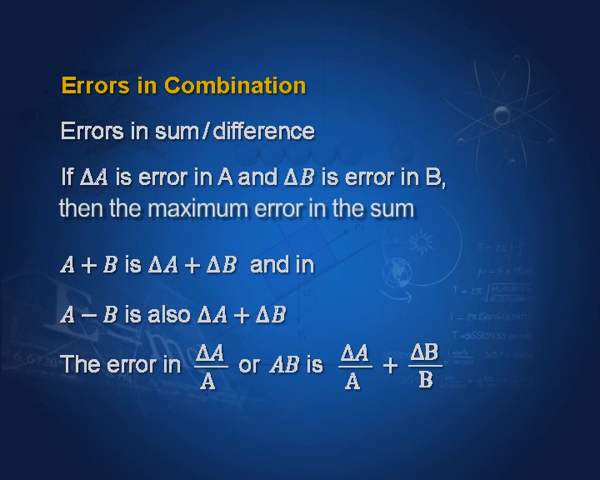 Errors in Combination
Errors in sum/difference
If ΔA is error in A and ΔB is error in B,
then the maximum error in the sum
A + B is ΔA + ΔB and in
A − B is also ΔA + ΔB
The error in ΔA/A or AB is ΔA/A + ΔB/B